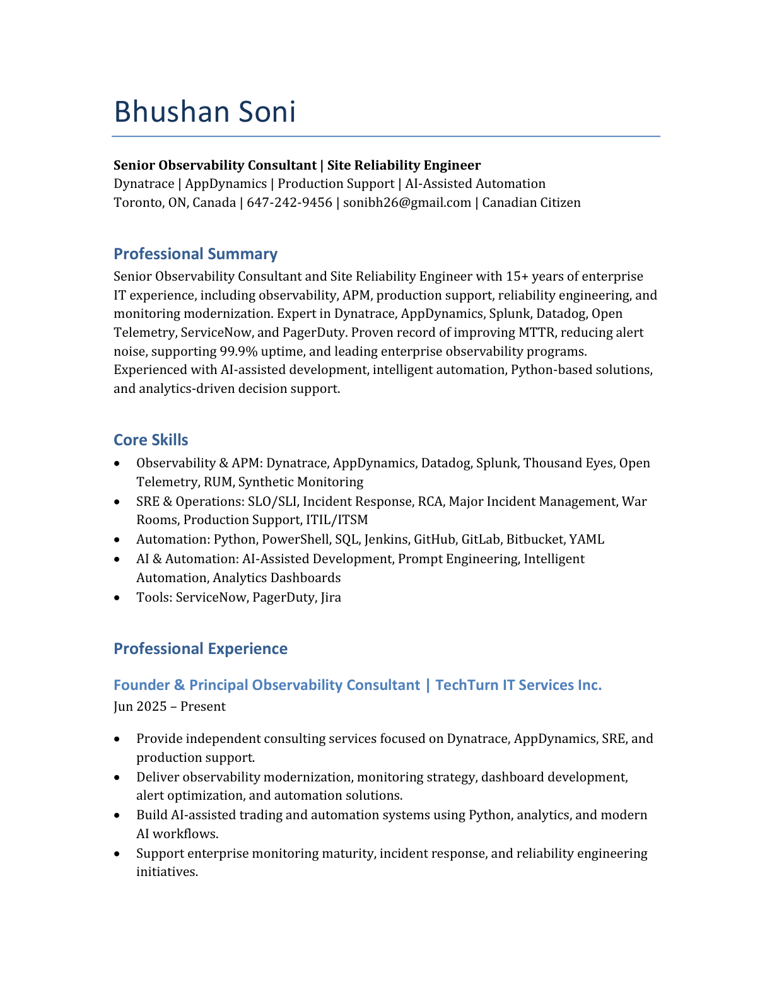 Bhushan Soni
Senior Observability Consultant | Site Reliability Engineer
Dynatrace | AppDynamics | Production Support | AI-Assisted Automation
Toronto, ON, Canada | 647-242-9456 | sonibh26@gmail.com | Canadian Citizen
Professional Summary
Senior Observability Consultant and Site Reliability Engineer with 15+ years of enterprise
IT experience, including observability, APM, production support, reliability engineering, and
monitoring modernization. Expert in Dynatrace, AppDynamics, Splunk, Datadog, Open
Telemetry, ServiceNow, and PagerDuty. Proven record of improving MTTR, reducing alert
noise, supporting 99.9% uptime, and leading enterprise observability programs.
Experienced with AI-assisted development, intelligent automation, Python-based solutions,
and analytics-driven decision support.
Core Skills
• Observability & APM: Dynatrace, AppDynamics, Datadog, Splunk, Thousand Eyes, Open
Telemetry, RUM, Synthetic Monitoring
• SRE & Operations: SLO/SLI, Incident Response, RCA, Major Incident Management, War
Rooms, Production Support, ITIL/ITSM
• Automation: Python, PowerShell, SQL, Jenkins, GitHub, GitLab, Bitbucket, YAML
• AI & Automation: AI-Assisted Development, Prompt Engineering, Intelligent
Automation, Analytics Dashboards
• Tools: ServiceNow, PagerDuty, Jira
Professional Experience
Founder & Principal Observability Consultant | TechTurn IT Services Inc.
Jun 2025 – Present
• Provide independent consulting services focused on Dynatrace, AppDynamics, SRE, and
production support.
• Deliver observability modernization, monitoring strategy, dashboard development,
alert optimization, and automation solutions.
• Build AI-assisted trading and automation systems using Python, analytics, and modern
AI workflows.
• Support enterprise monitoring maturity, incident response, and reliability engineering
initiatives.